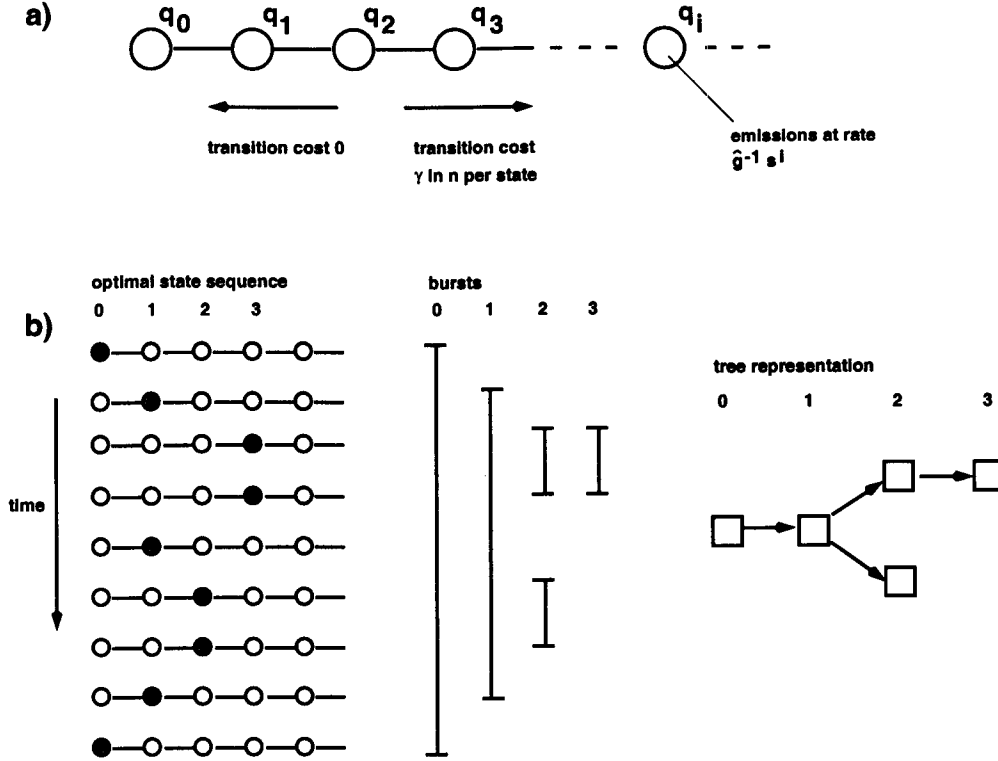 a)
q0 q1 q2 q3 qi
transition cost 0
transition cost
γ ln n per state
emissions at rate
ĝ-1 si
b)
optimal state sequence
0 1 2 3
bursts
0 1 2 3
tree representation
0 1 2 3
time